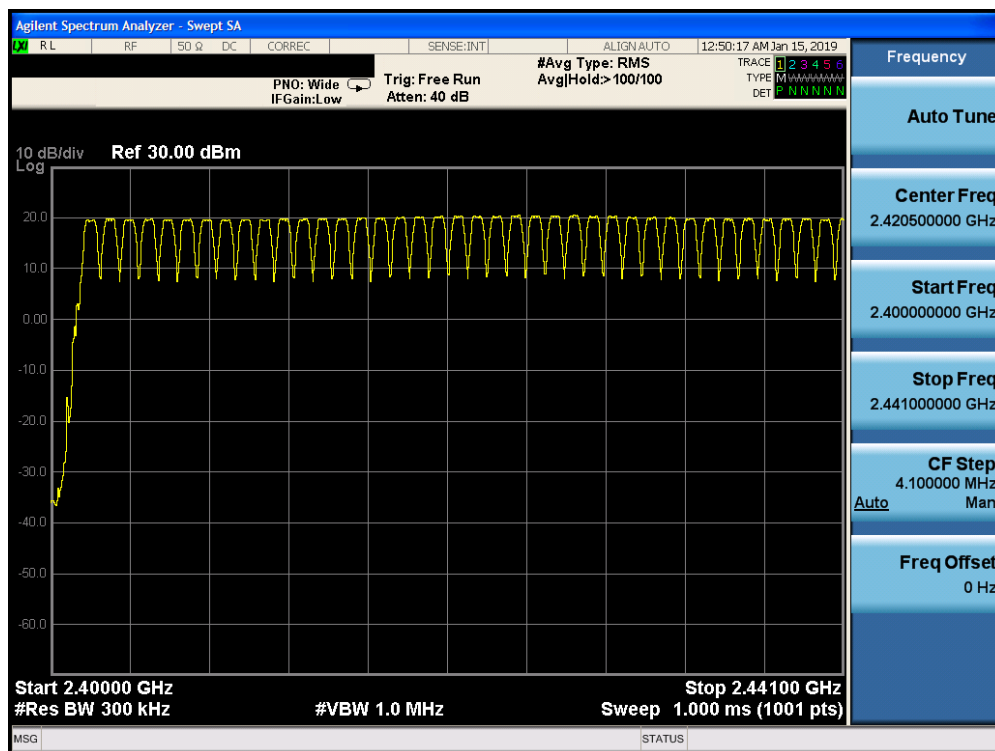 Agilent Spectrum Analyzer - Swept SA
LXI RL RF 50 Ω DC CORREC SENSE:INT ALIGNAUTO 12:50:17 AM Jan 15, 2019
Frequency
PNO: Wide
IFGain:Low
Trig: Free Run
Atten: 40 dB
#Avg Type: RMS
Avg|Hold:>100/100
TRACE 1 2 3 4 5 6
TYPE M W W W W W
DET P N N N N N
Auto Tune
10 dB/div
Log
Ref 30.00 dBm
20.0
10.0
0.00
-10.0
-20.0
-30.0
-40.0
-50.0
-60.0
Center Freq
2.420500000 GHz
Start Freq
2.400000000 GHz
Stop Freq
2.441000000 GHz
CF Step
4.100000 MHz
Auto Man
Freq Offset
0 Hz
Start 2.40000 GHz Stop 2.44100 GHz
#Res BW 300 kHz #VBW 1.0 MHz Sweep 1.000 ms (1001 pts)
MSG STATUS